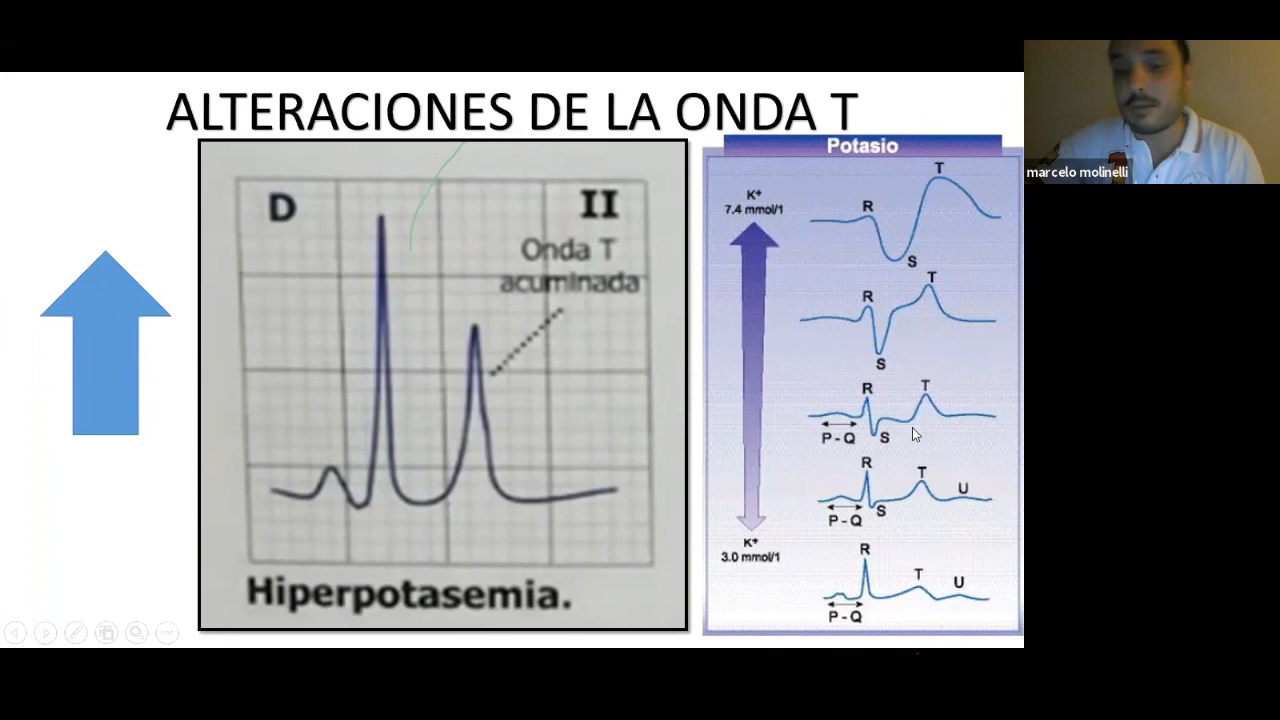 ALTERACIONES DE LA ONDA T
D
II
Onda T
acuminada
Hiperpotasemia.
Potasio
K+
7.4 mmol/1
R
S
T
R
S
T
R
S
T
P - Q
R
S
T
U
P - Q
R
T
U
P - Q
K+
3.0 mmol/1
marcelo molinelli